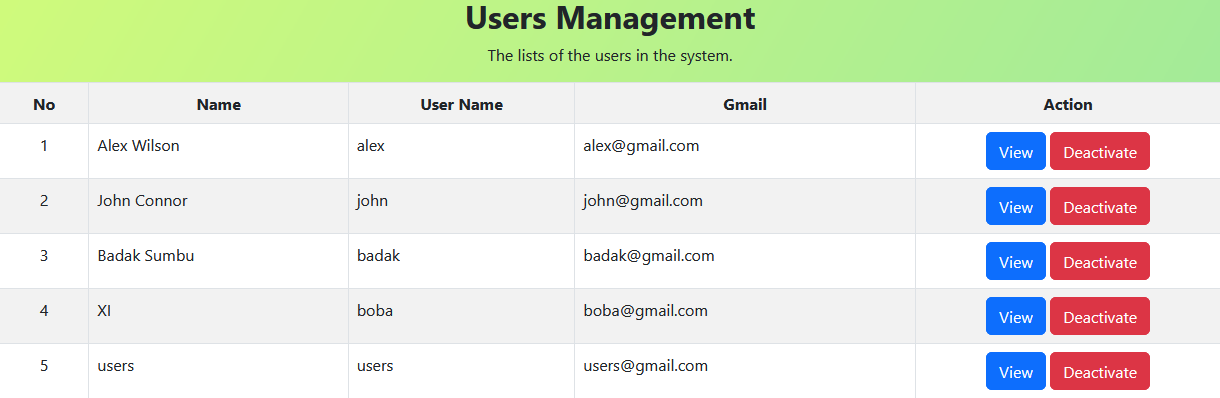 Users Management
The lists of the users in the system.
No Name User Name Gmail Action
1 Alex Wilson alex alex@gmail.com View Deactivate
2 John Connor john john@gmail.com View Deactivate
3 Badak Sumbu badak badak@gmail.com View Deactivate
4 XI boba boba@gmail.com View Deactivate
5 users users users@gmail.com View Deactivate